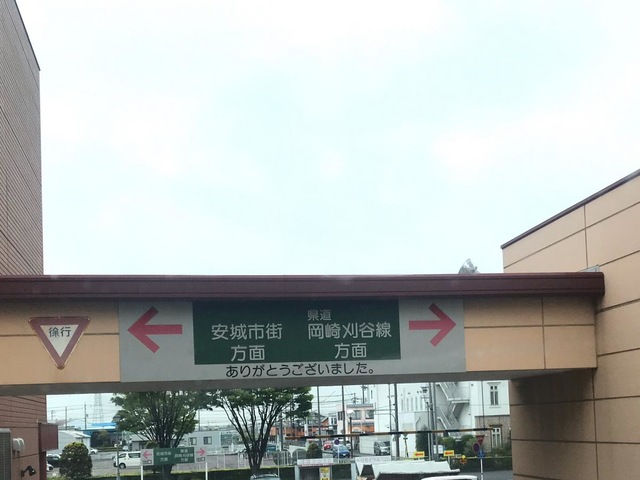 徐行
県道
安城市街 岡崎刈谷線
方面 方面
ありがとうございました。